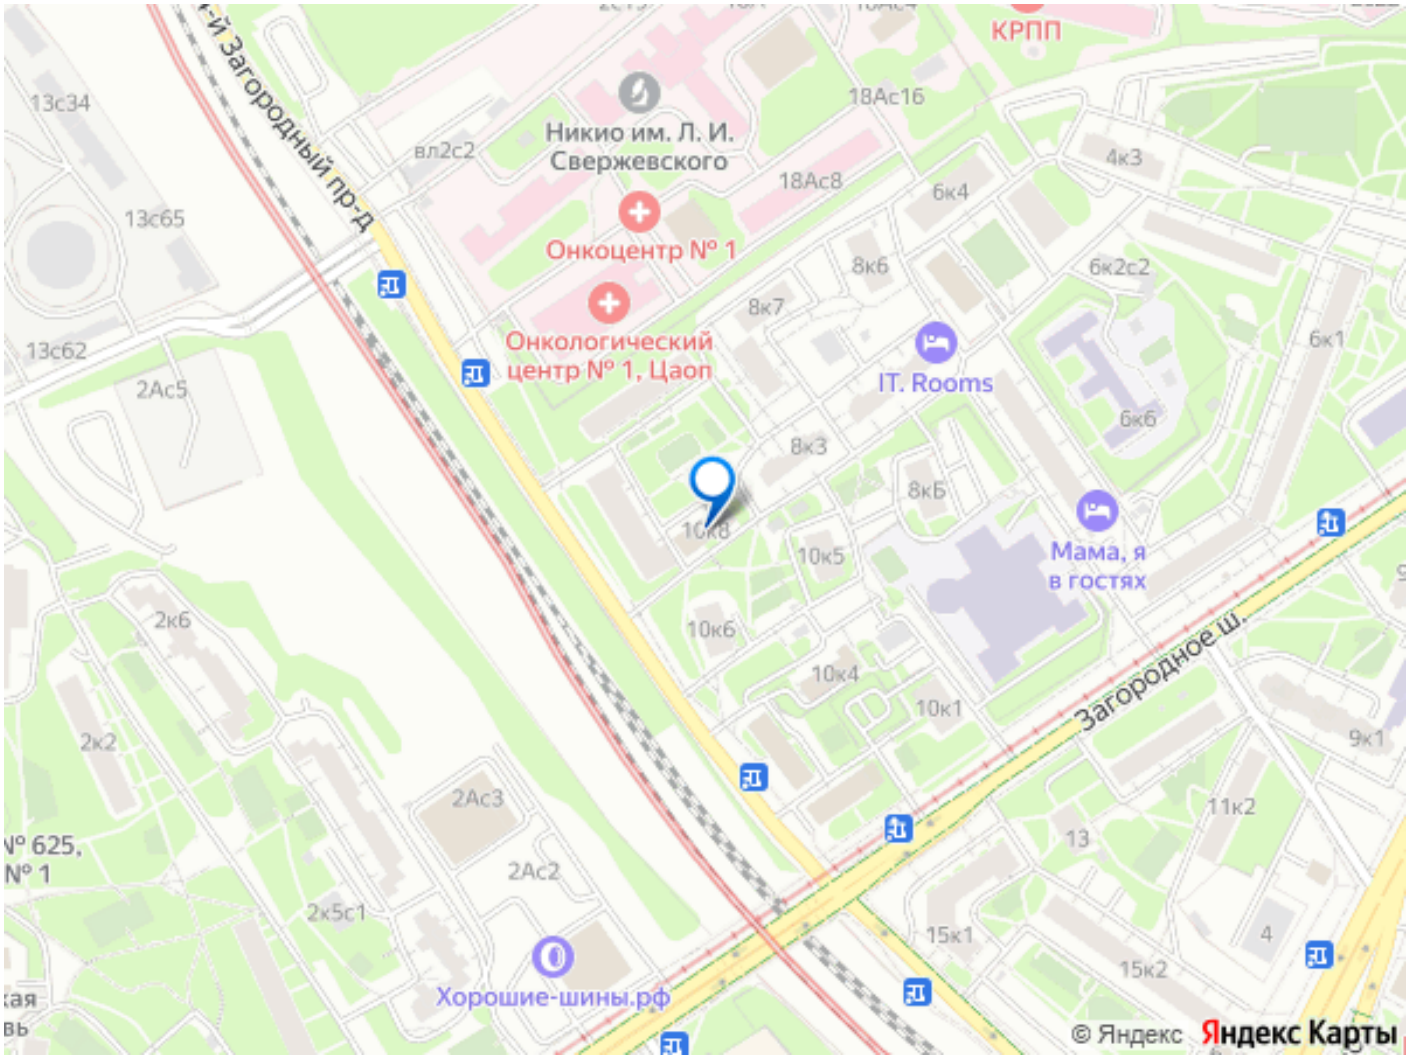 КРПП
13с34
4-й Загородный пр-д
вл2с2
Никио им. Л. И.
Свержевского
18Ас16
18Ас8
4к3
6к4
13с65
Онкоцентр № 1
8к6
6к2с2
8к7
Онкологический
центр № 1, Цаоп
13с62
2Ас5
IT. Rooms
6к1
6к6
8к3
8кБ
10к8
10к5
Мама, я
в гостях
2к6
10к6
Загородное ш.
10к4
10к1
2к2
9к1
2Ас3
11к2
13
№ 625,
№ 1
2Ас2
2к5с1
15к1
4
15к2
Хорошие-шины.рф
© Яндекс Яндекс Карты